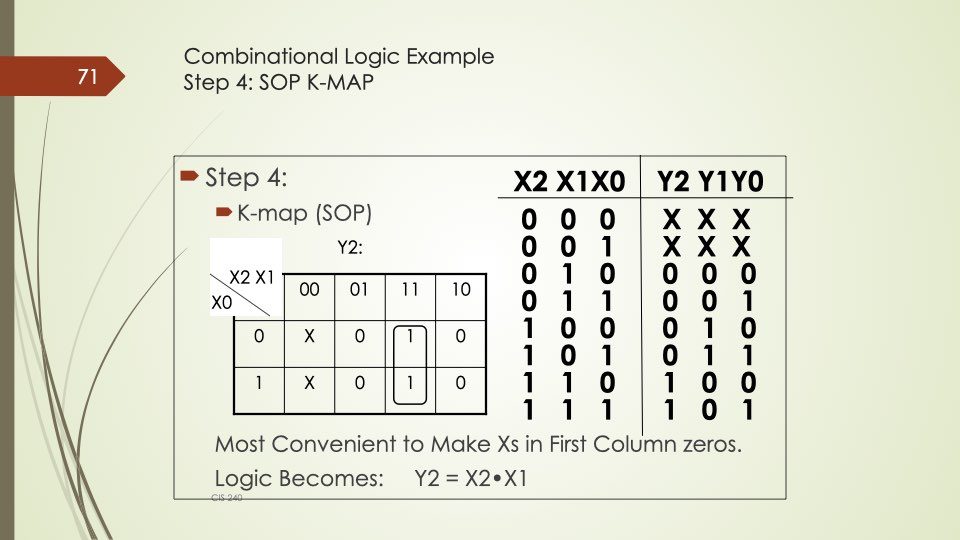 71
Combinational Logic Example
Step 4: SOP K-MAP
Step 4:
K-map (SOP)
Y2:
X2 X1
X0
00 01 11 10
0 X 0 1 0
1 X 0 1 0
X2 X1X0 Y2 Y1Y0
0 0 0 X X X
0 0 1 X X X
0 1 0 0 0 0
0 1 1 0 0 1
1 0 0 0 1 0
1 0 1 0 1 1
1 1 0 1 0 0
1 1 1 1 0 1
Most Convenient to Make Xs in First Column zeros.
Logic Becomes: Y2 = X2•X1
CIS 240